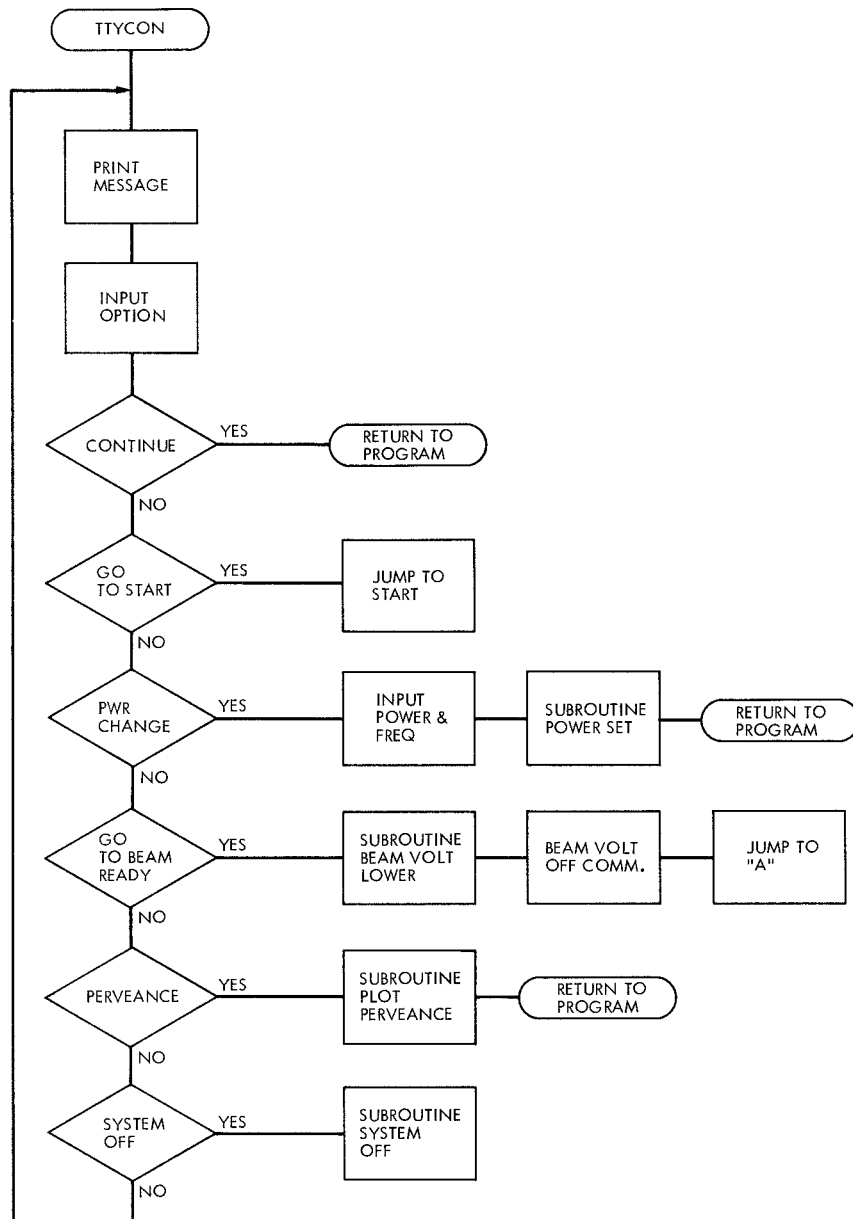 TTYCON
PRINT
MESSAGE
INPUT
OPTION
CONTINUE
YES
RETURN TO
PROGRAM
NO
GO
TO START
YES
JUMP TO
START
NO
PWR
CHANGE
YES
INPUT
POWER &
FREQ
SUBROUTINE
POWER SET
RETURN TO
PROGRAM
NO
GO
TO BEAM
READY
YES
SUBROUTINE
BEAM VOLT
LOWER
BEAM VOLT
OFF COMM.
JUMP TO
"A"
NO
PERVEANCE
YES
SUBROUTINE
PLOT
PERVEANCE
RETURN TO
PROGRAM
NO
SYSTEM
OFF
YES
SUBROUTINE
SYSTEM
OFF
NO